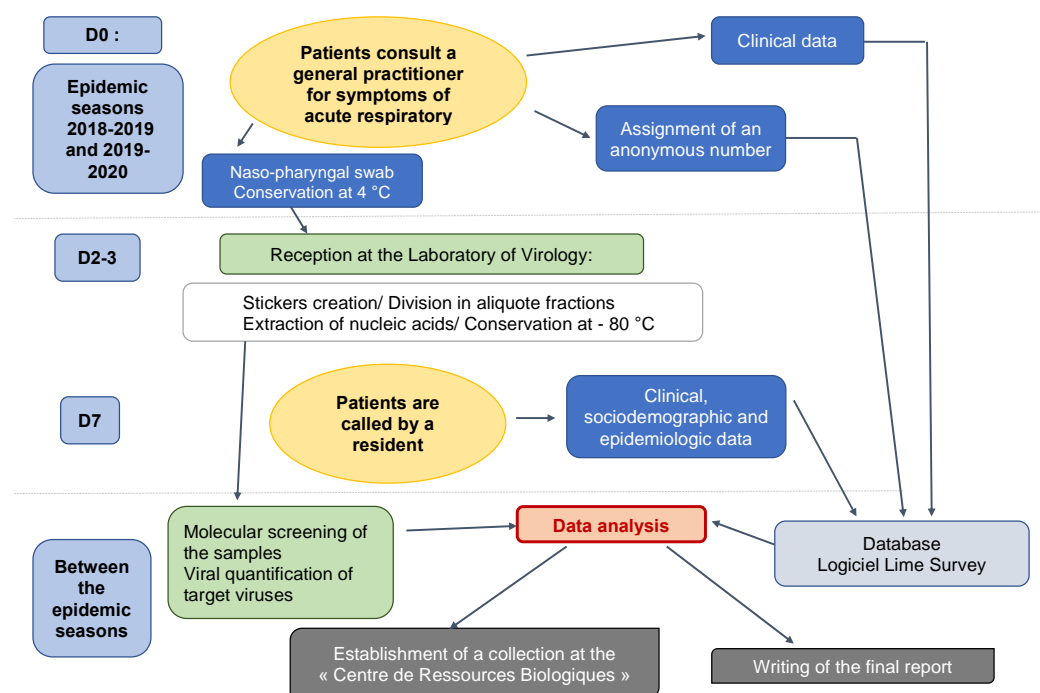 D0 :
Epidemic
seasons
2018-2019
and 2019-
2020
Patients consult a
general practitioner
for symptoms of
acute respiratory
Clinical data
Assignment of an
anonymous number
Naso-pharyngal swab
Conservation at 4 °C
D2-3
Reception at the Laboratory of Virology:
Stickers creation/ Division in aliquote fractions
Extraction of nucleic acids/ Conservation at - 80 °C
D7
Patients are
called by a
resident
Clinical,
sociodemographic and
epidemiologic data
Between
the
epidemic
seasons
Molecular screening of
the samples
Viral quantification of
target viruses
Data analysis
Database
Logiciel Lime Survey
Establishment of a collection at the
« Centre de Ressources Biologiques »
Writing of the final report